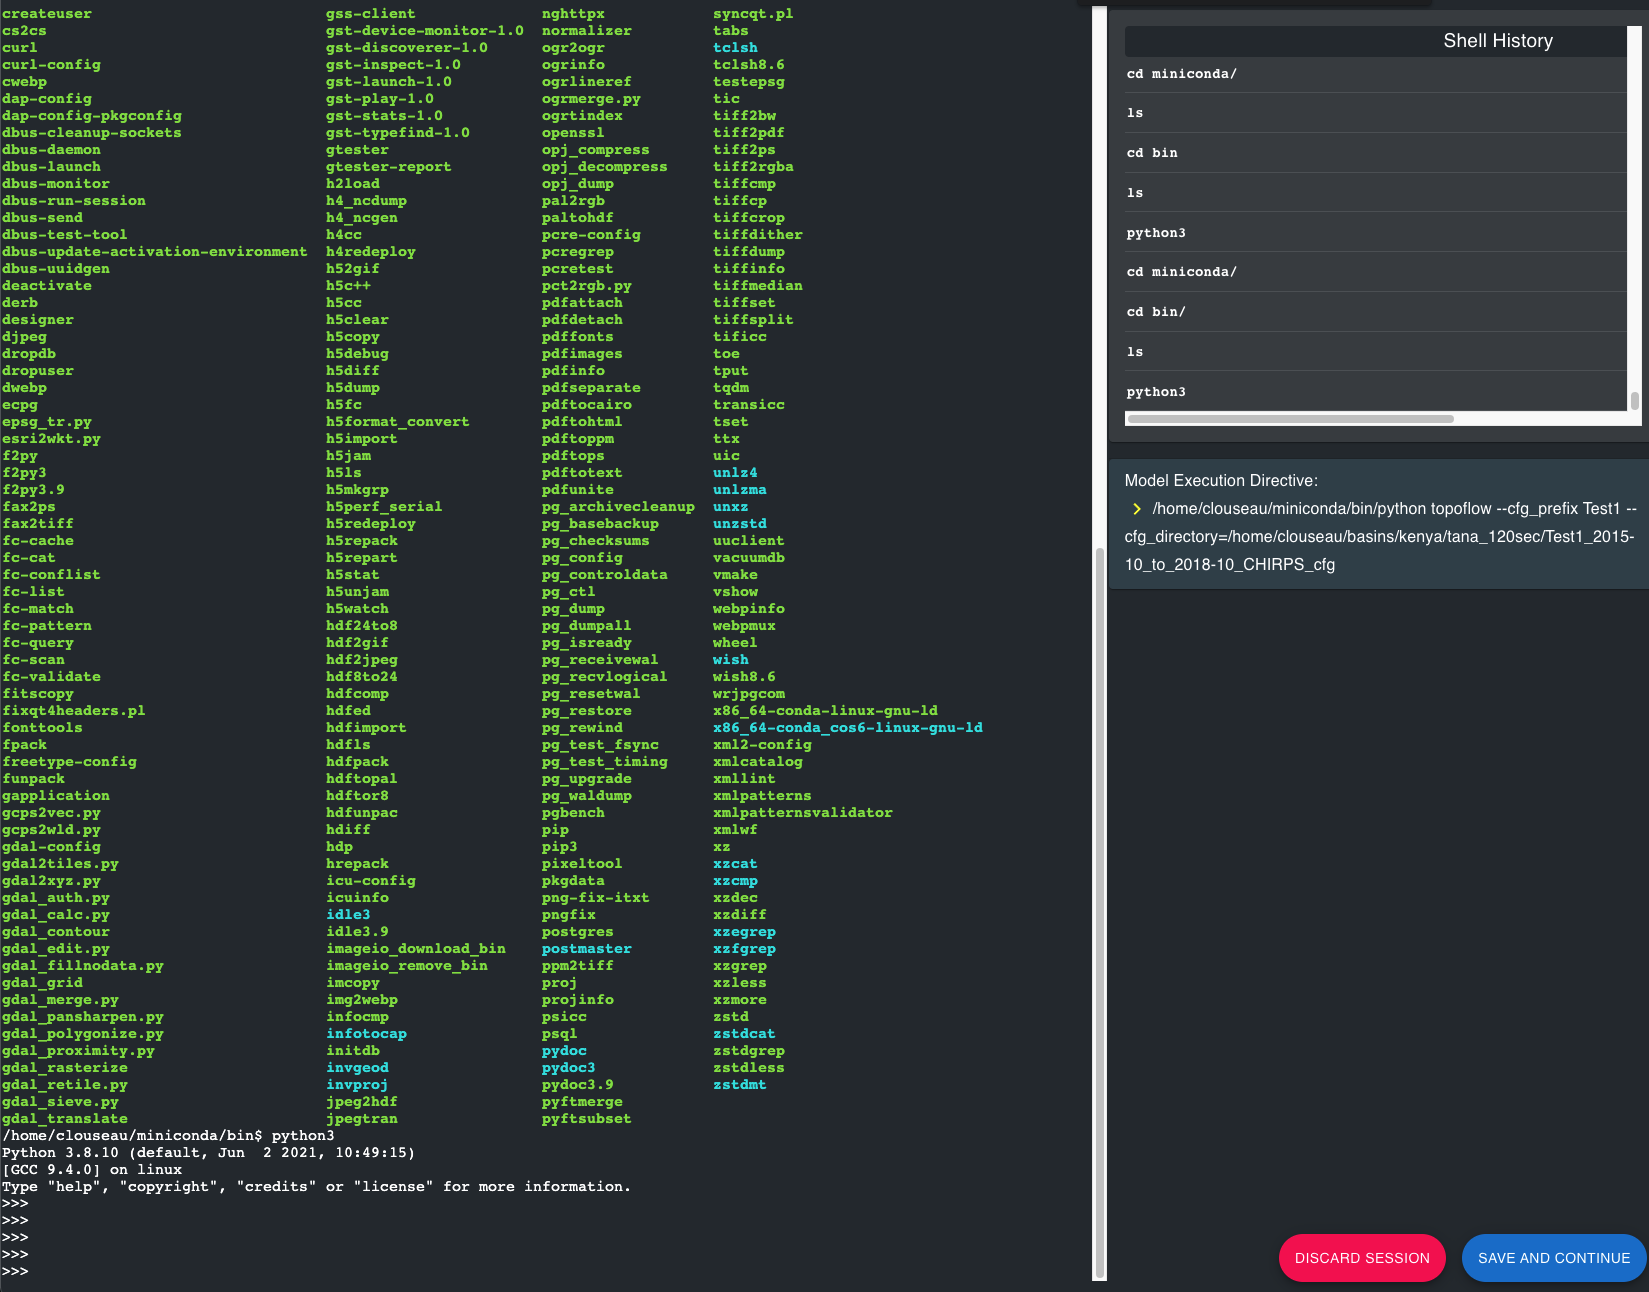 createuser gss-client nghttpx syncqt.pl
cs2cs gst-device-monitor-1.0 normalizer tabs
curl gst-discoverer-1.0 ogr2ogr tclsh
curl-config gst-inspect-1.0 ogrinfo tclsh8.6
cwebp gst-launch-1.0 ogrlineref testepsg
dap-config gst-play-1.0 ogrmerge.py tic
dap-config-pkgconfig gst-stats-1.0 ogrtindex tiff2bw
dbus-cleanup-sockets gst-typefind-1.0 openssl tiff2pdf
dbus-daemon gtester opj_compress tiff2ps
dbus-launch gtester-report opj_decompress tiff2rgba
dbus-monitor h2load opj_dump tiffcmp
dbus-run-session h4_ncdump pal2rgb tiffcp
dbus-send h4_ncgen paltohdf tiffcrop
dbus-test-tool h4cc pcre-config tiffdither
dbus-update-activation-environment h4redeploy pcregrep tiffdump
dbus-uuidgen h52gif pcretest tiffinfo
deactivate h5c++ pct2rgb.py tiffmedian
derb h5cc pdfattach tiffset
designer h5clear pdfdetach tiffsplit
djpeg h5copy pdffonts tificc
dropdb h5debug pdfimages toe
dropuser h5diff pdfinfo tput
dwebp h5dump pdfseparate tqdm
ecpg h5fc pdftocairo transicc
epsg_tr.py h5format_convert pdftohtml tset
esri2wkt.py h5import pdftoppm ttx
f2py h5jam pdftops uic
f2py3 h5ls pdftotext unlz4
f2py3.9 h5mkgrp pdfunite unlzma
fax2ps h5perf_serial pg_archivecleanup unxz
fax2tiff h5redeploy pg_basebackup unzstd
fc-cache h5repack pg_checksums uuclient
fc-cat h5repart pg_config vacuumdb
fc-conflist h5stat pg_controldata vmake
fc-list h5unjam pg_ctl vshow
fc-match h5watch pg_dump webpinfo
fc-pattern hdf24to8 pg_dumpall webpmux
fc-query hdf2gif pg_isready wheel
fc-scan hdf2jpeg pg_receivewal wish
fc-validate hdf8to24 pg_recvlogical wish8.6
fitscopy hdfcomp pg_resetwal wrjpgcom
fixqt4headers.pl hdfed pg_restore x86_64-conda-linux-gnu-ld
fonttools hdfimport pg_rewind x86_64-conda_cos6-linux-gnu-ld
fpack hdfls pg_test_fsync xml2-config
freetype-config hdfpack pg_test_timing xmlcatalog
funpack hdftopal pg_upgrade xmllint
gapplication hdftor8 pg_waldump xmlpatterns
gcps2vec.py hdfunpac pgbench xmlpatternsvalidator
gcps2wld.py hdiff pip xmlwf
gdal-config hdp pip3 xz
gdal2tiles.py hrepack pixeltool xzcat
gdal2xyz.py icu-config pkgdata xzcmp
gdal_auth.py icuinfo png-fix-itxt xzdec
gdal_calc.py idle3 pngfix xzdiff
gdal_contour idle3.9 postgres xzegrep
gdal_edit.py imageio_download_bin postmaster xzfgrep
gdal_fillnodata.py imageio_remove_bin ppm2tiff xzgrep
gdal_grid imcopy proj xzless
gdal_merge.py img2webp projinfo xzmore
gdal_pansharpen.py infocmp psicc zstd
gdal_polygonize.py infotocap psql zstdcat
gdal_proximity.py initdb pydoc zstdgrep
gdal_rasterize invgeod pydoc3 zstdless
gdal_retile.py invproj pydoc3.9 zstdmt
gdal_sieve.py jpeg2hdf pyftmerge
gdal_translate jpegtran pyftsubset
/home/clouseau/miniconda/bin$ python3
Python 3.8.10 (default, Jun  2 2021, 10:49:15)
[GCC 9.4.0] on linux
Type "help", "copyright", "credits" or "license" for more information.
>>>
>>>
>>>
>>>
>>>
Shell History
cd miniconda/
ls
cd bin
ls
python3
cd miniconda/
cd bin/
ls
python3
Model Execution Directive:
/home/clouseau/miniconda/bin/python topoflow --cfg_prefix Test1 --
cfg_directory=/home/clouseau/basins/kenya/tana_120sec/Test1_2015-
10_to_2018-10_CHIRPS_cfg
DISCARD SESSION
SAVE AND CONTINUE